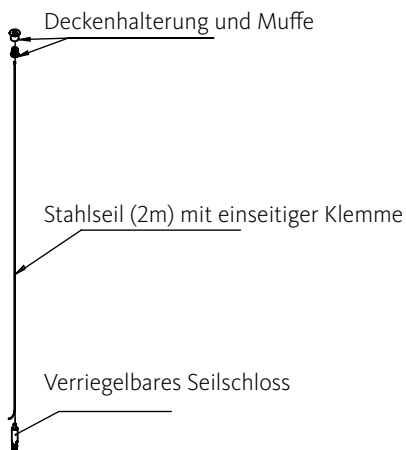 Deckenhalterung und Muffe
Stahlseil (2m) mit einseitiger Klemme
Verriegelbares Seilschloss